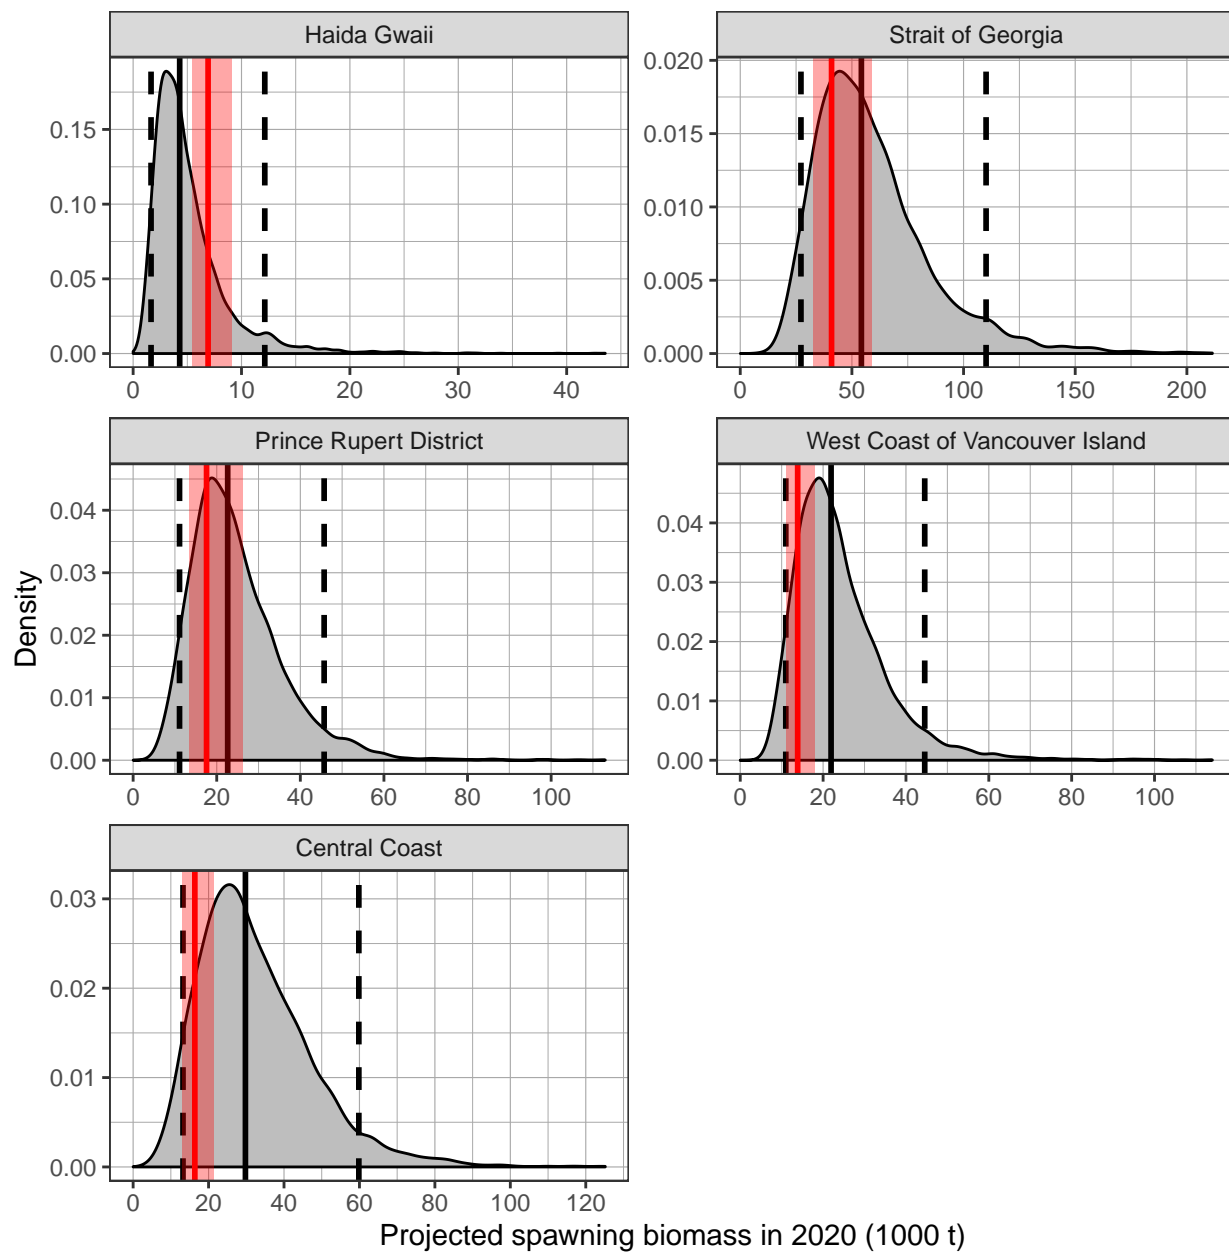 Haida Gwaii
0.15
0.10
0.05
0.00
0 10 20 30 40
Strait of Georgia
0.020
0.015
0.010
0.005
0.000
0 50 100 150 200
Prince Rupert District
0.04
0.03
0.02
0.01
0.00
0 20 40 60 80 100
West Coast of Vancouver Island
0.04
0.03
0.02
0.01
0.00
0 20 40 60 80 100
Central Coast
0.03
0.02
0.01
0.00
0 20 40 60 80 100 120
Density
Projected spawning biomass in 2020 (1000 t)